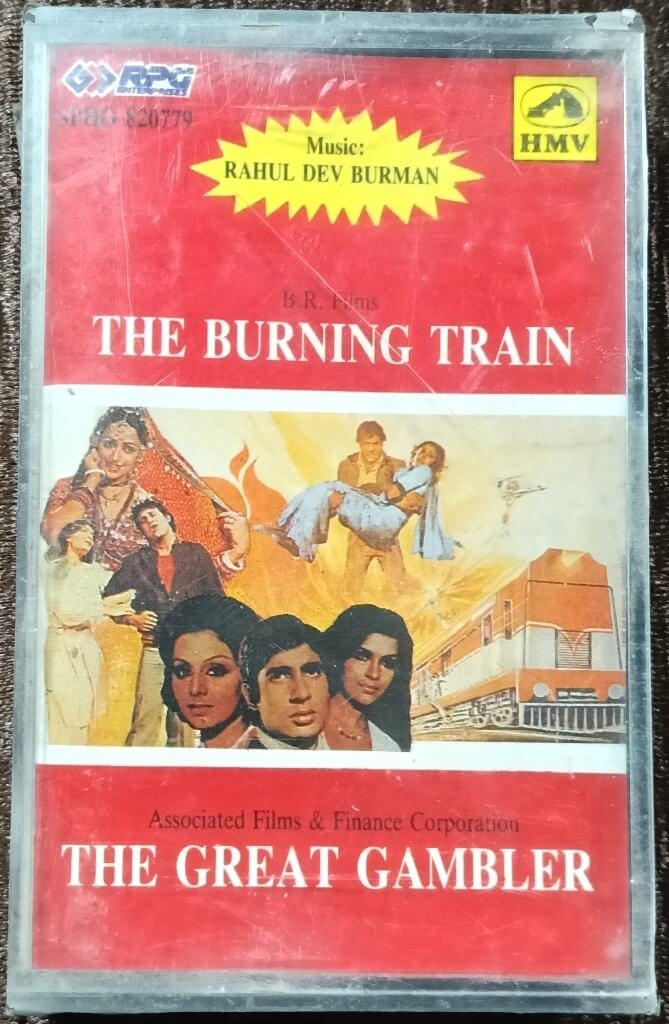 RPG
ENTERPRISES
SPHO 820779
HMV
Music:
RAHUL DEV BURMAN
B.R. Films
THE BURNING TRAIN
Associated Films & Finance Corporation
THE GREAT GAMBLER